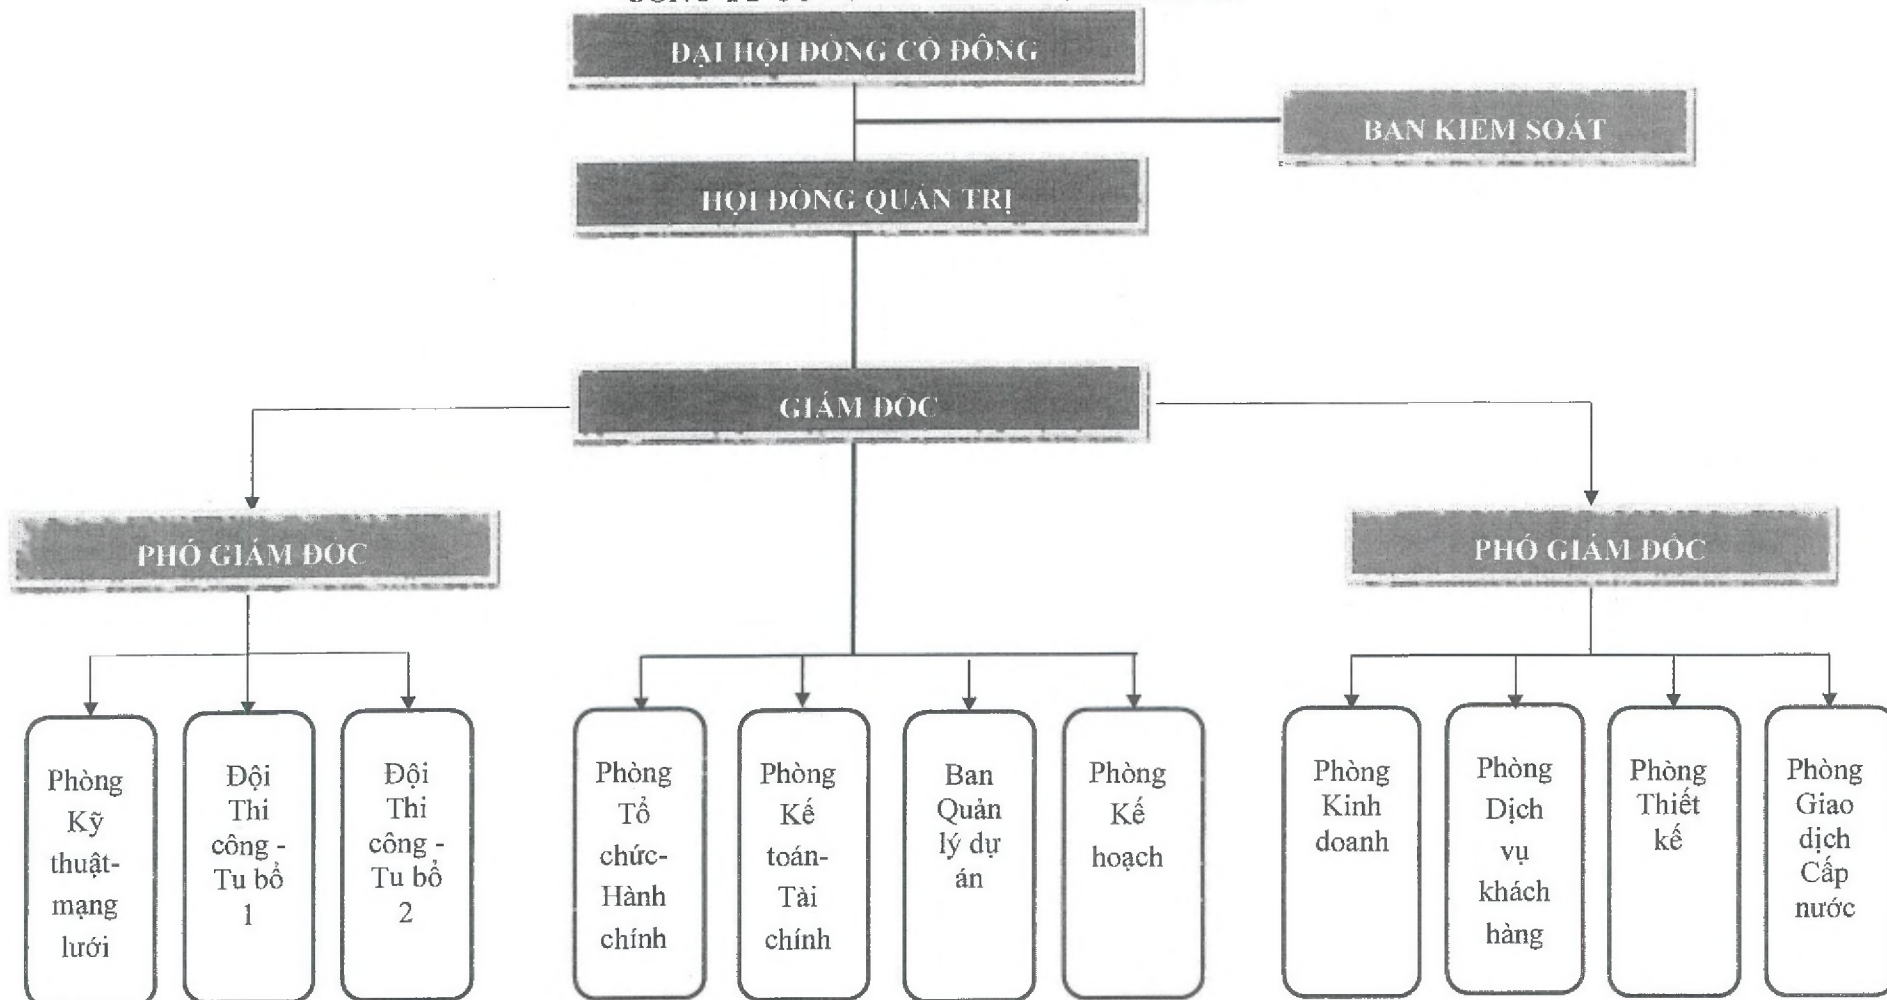 ĐẠI HỘI ĐỒNG CỔ ĐÔNG
BAN KIỂM SOÁT
HỘI ĐỒNG QUẢN TRỊ
GIÁM ĐỐC
PHÓ GIÁM ĐỐC
PHÓ GIÁM ĐỐC
Phòng
Kỹ
thuật-
mạng
lưới
Đội
Thi
công -
Tu bổ
1
Đội
Thi
công -
Tu bổ
2
Phòng
Tổ
chức-
Hành
chính
Phòng
Kế
toán-
Tài
chính
Ban
Quản
lý dự
án
Phòng
Kế
hoạch
Phòng
Kinh
doanh
Phòng
Dịch
vụ
khách
hàng
Phòng
Thiết
kế
Phòng
Giao
dịch
Cấp
nước